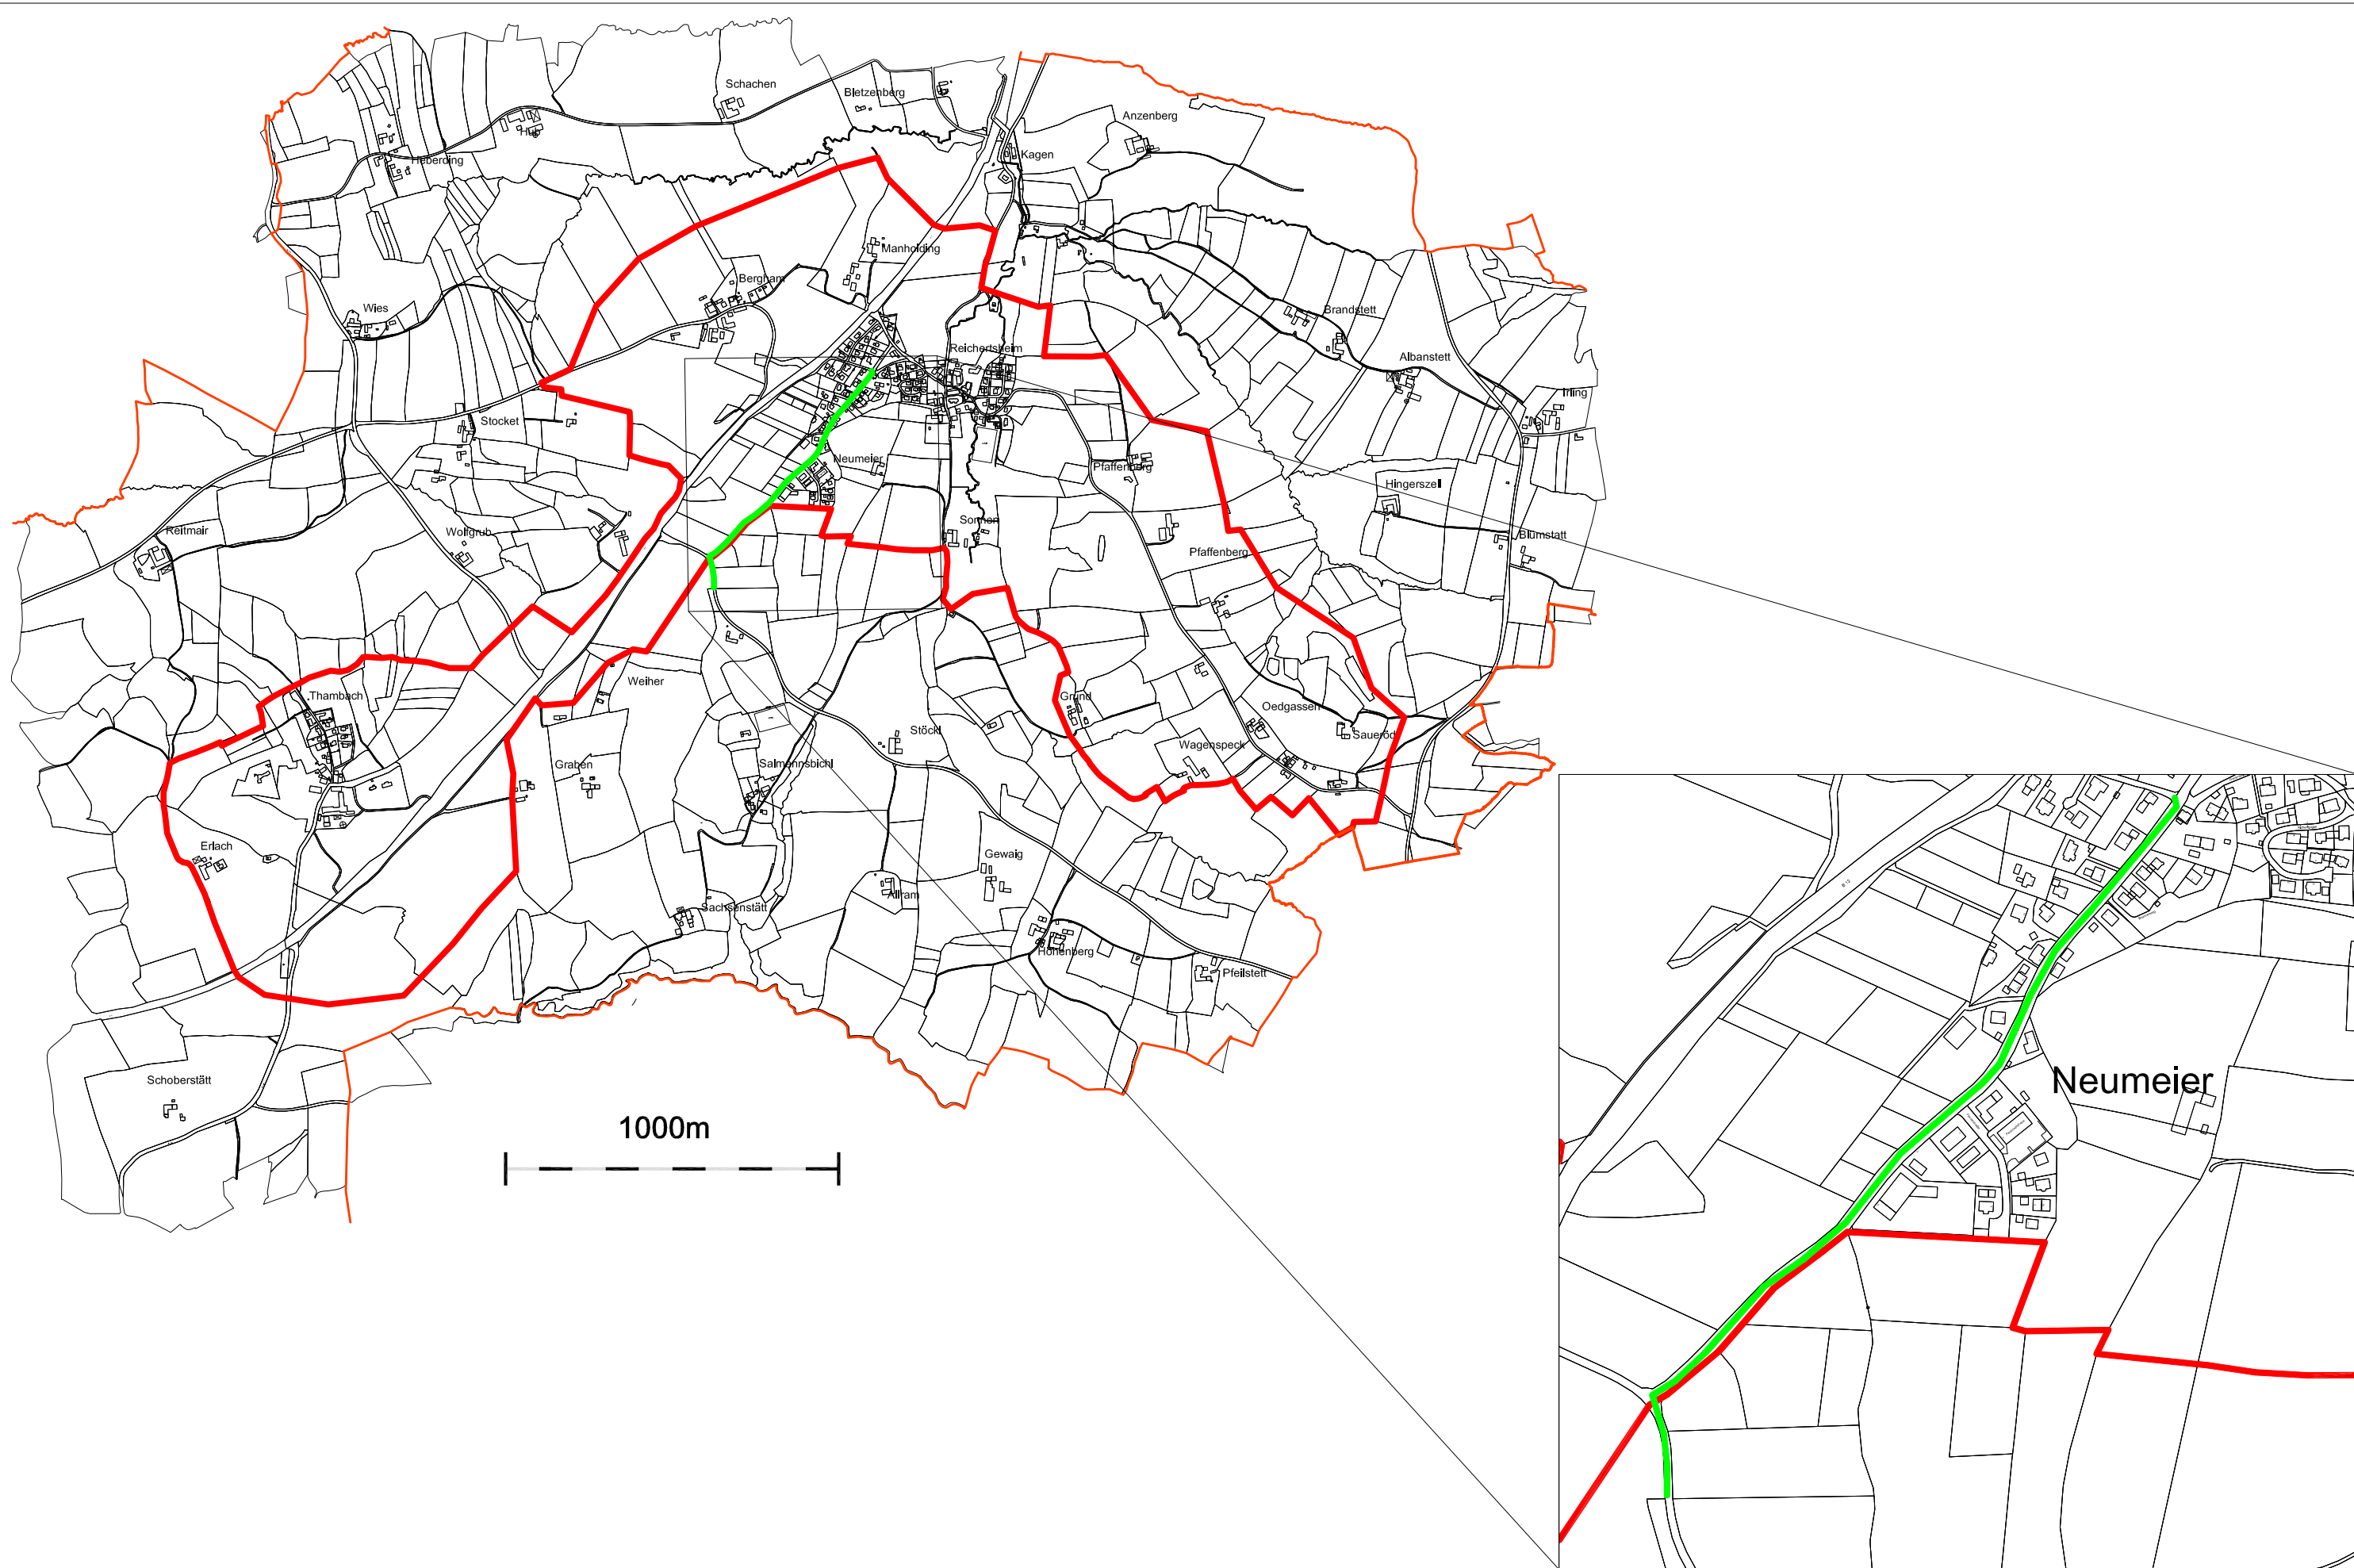 Schachen
Bletzenberg
Anzenberg
Hub
Heberding
Kagen
Manholding
Bergham
Wies
Brandstett
Reichertsheim
Albanstett
Irling
Stocket
Neumeier
Pfaffenberg
Hingerszell
Reitmair
Wolfgrub
Sonnen
Blumstatt
Pfaffenberg
Weiher
Thambach
Grund
Oedgassen
Stöckl
Saueröd
Wagenspeck
Graben
Salmannsbichl
Erlach
Gewaig
Allram
Sachsenstätt
Hohenberg
Pfeilstett
Schoberstätt
1000m
B 12
Neumeier